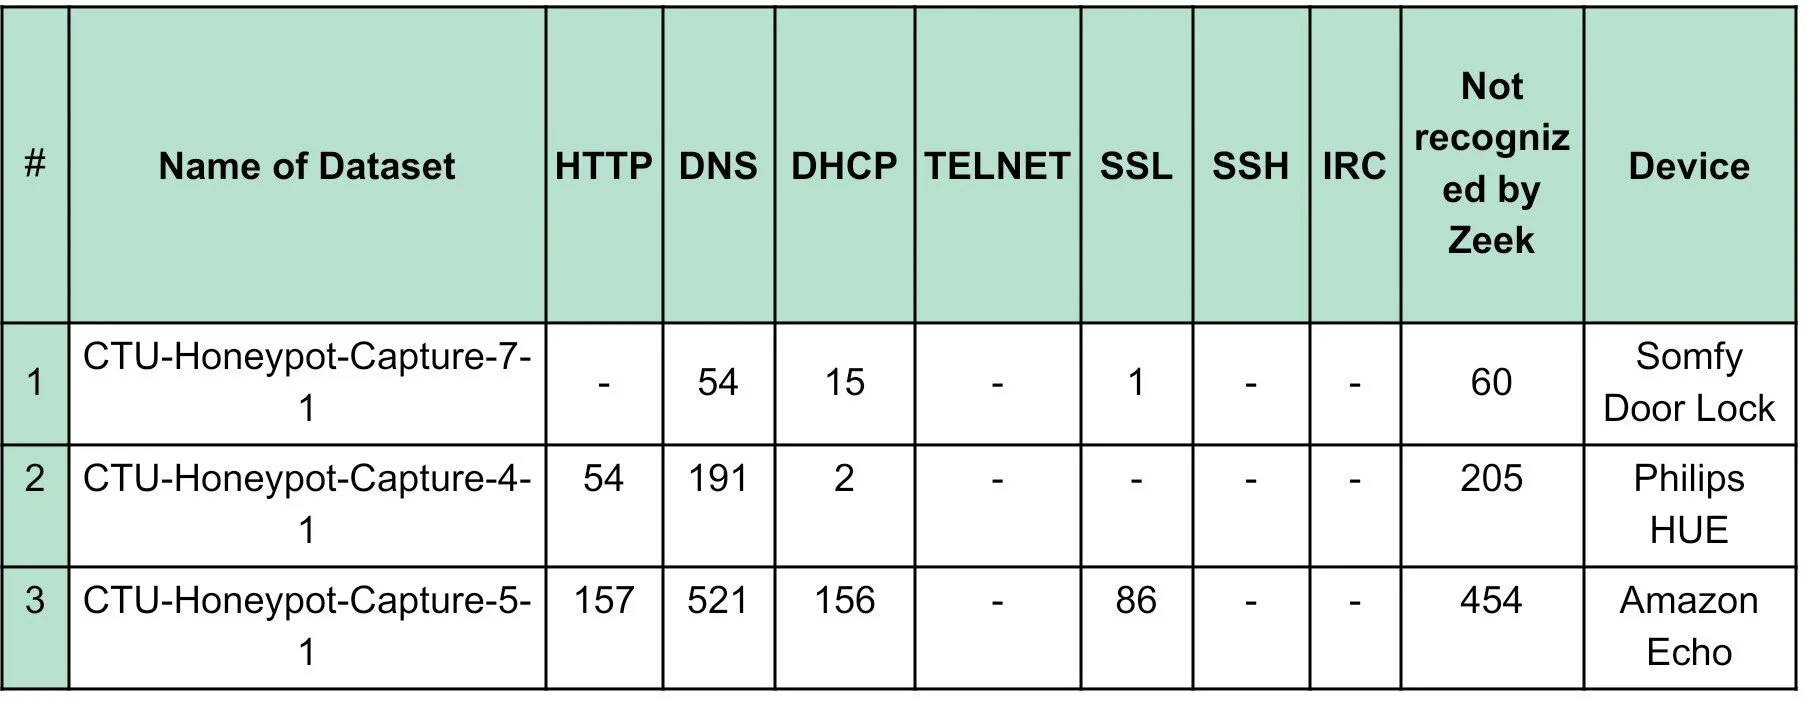 # Name of Dataset HTTP DNS DHCP TELNET SSL SSH IRC Not recogniz ed by Zeek Device
1 CTU-Honeypot-Capture-7-1 - 54 15 - 1 - - 60 Somfy Door Lock
2 CTU-Honeypot-Capture-4-1 54 191 2 - - - - 205 Philips HUE
3 CTU-Honeypot-Capture-5-1 157 521 156 - 86 - - 454 Amazon Echo